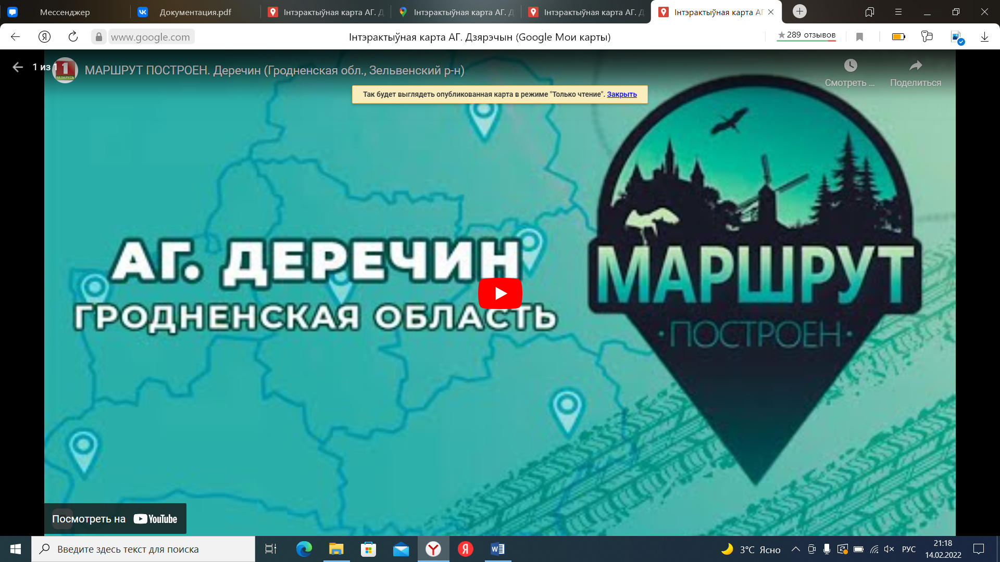 Мессенджер
Документация.pdf
Інтэрактыўная карта АГ. Д
Інтэрактыўная карта АГ. Д
Інтэрактыўная карта АГ. Д
Інтэрактыўная карта АГ
www.google.com
Інтэрактыўная карта АГ. Дзярэчын (Google Мои карты)
289 отзывов
1 из 1
1
БЕЛАРУСЬ
МАРШРУТ ПОСТРОЕН. Деречин (Гродненская обл., Зельвенский р-н)
Смотреть ...
Поделиться
Так будет выглядеть опубликованная карта в режиме "Только чтение". Закрыть
АГ. ДЕРЕЧИН
ГРОДНЕНСКАЯ ОБЛАСТЬ
МАРШРУТ
·ПОСТРОЕН·
Посмотреть на YouTube
Введите здесь текст для поиска
3°C Ясно
РУС
21:18
14.02.2022